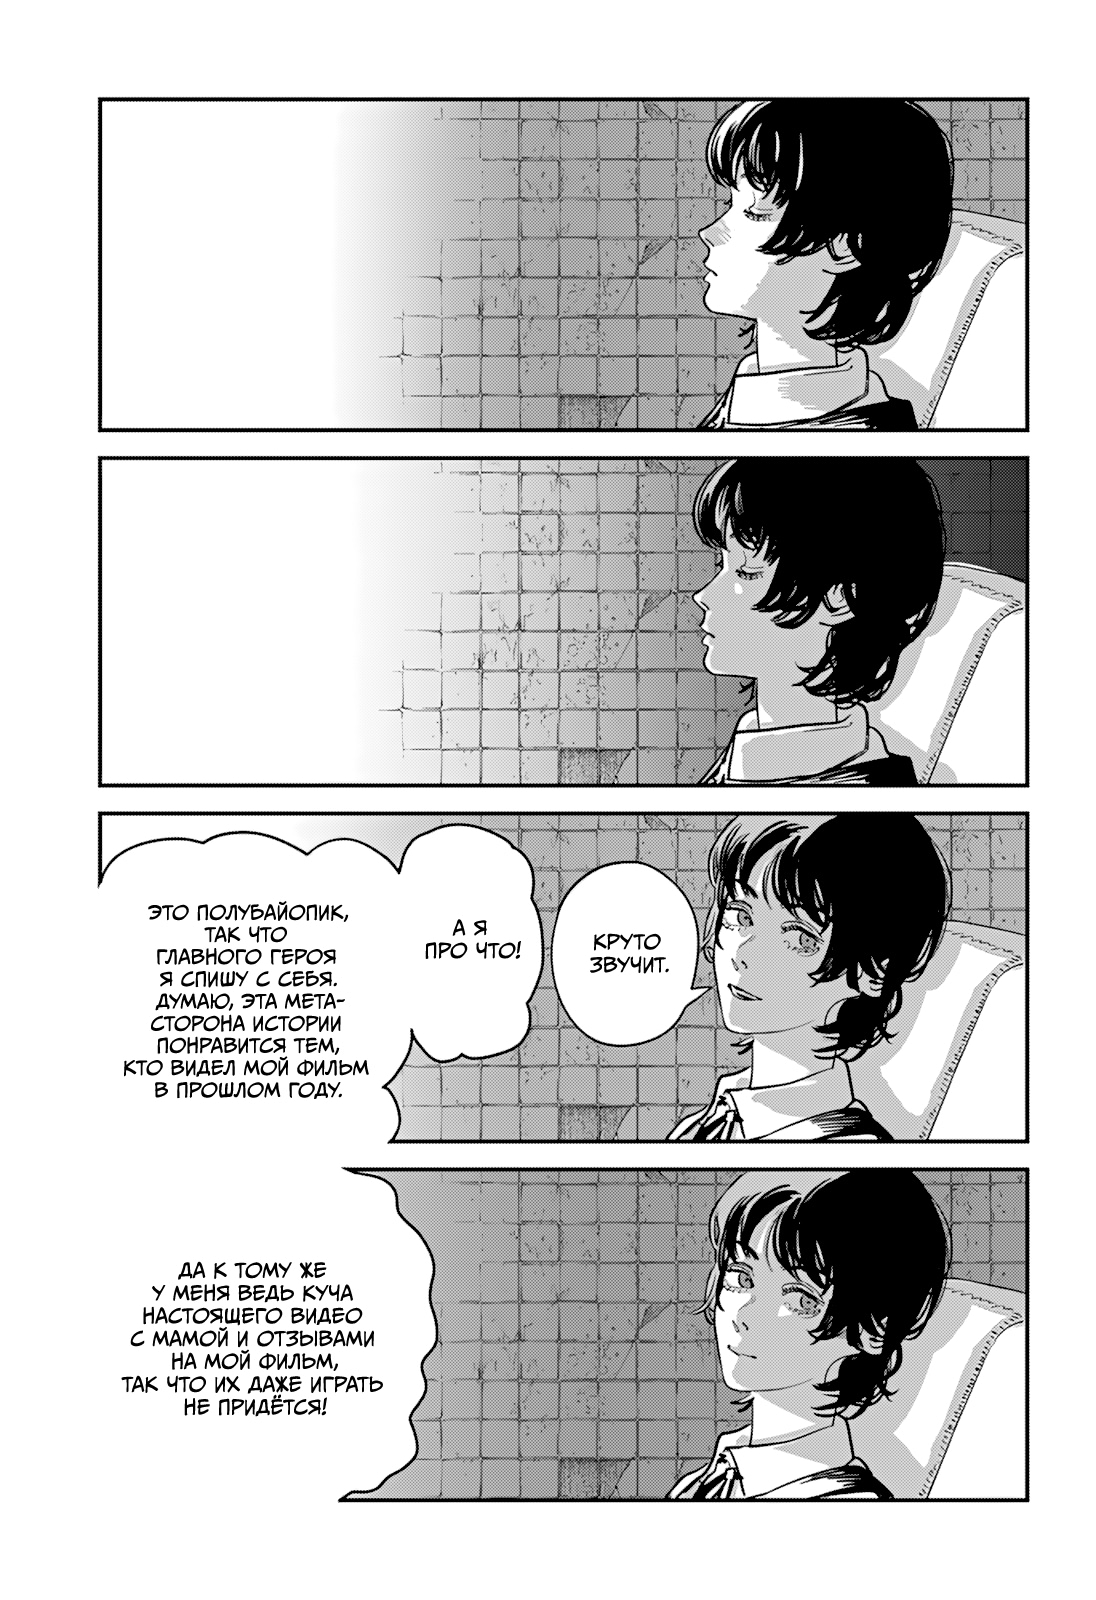 КРУТО
ЗВУЧИТ.
А Я
ПРО ЧТО!
ЭТО ПОЛУБАЙОПИК,
ТАК ЧТО
ГЛАВНОГО ГЕРОЯ
Я СПИШУ С СЕБЯ.
ДУМАЮ, ЭТА МЕТА-
СТОРОНА ИСТОРИИ
ПОНРАВИТСЯ ТЕМ,
КТО ВИДЕЛ МОЙ ФИЛЬМ
В ПРОШЛОМ ГОДУ.
ДА К ТОМУ ЖЕ
У МЕНЯ ВЕДЬ КУЧА
НАСТОЯЩЕГО ВИДЕО
С МАМОЙ И ОТЗЫВАМИ
НА МОЙ ФИЛЬМ,
ТАК ЧТО ИХ ДАЖЕ ИГРАТЬ
НЕ ПРИДЁТСЯ!